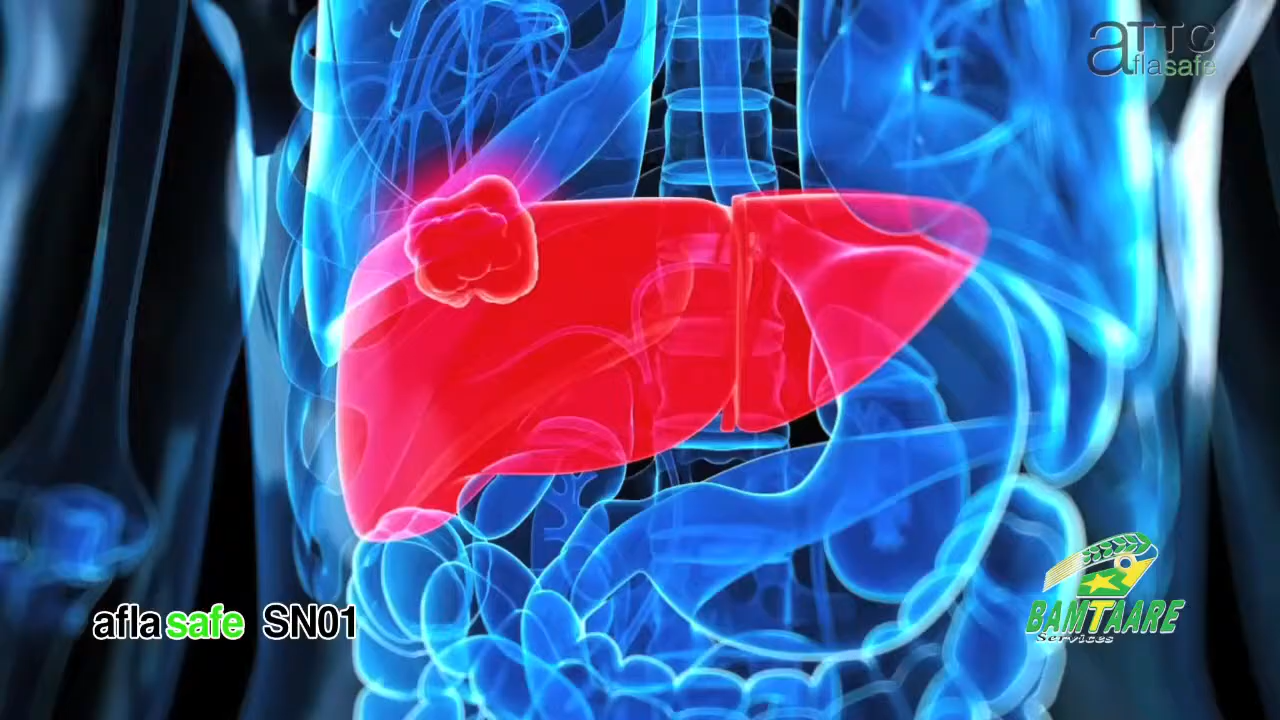 aTTC
aflasafe
aflasafe SN01
BAMTAARE
Services